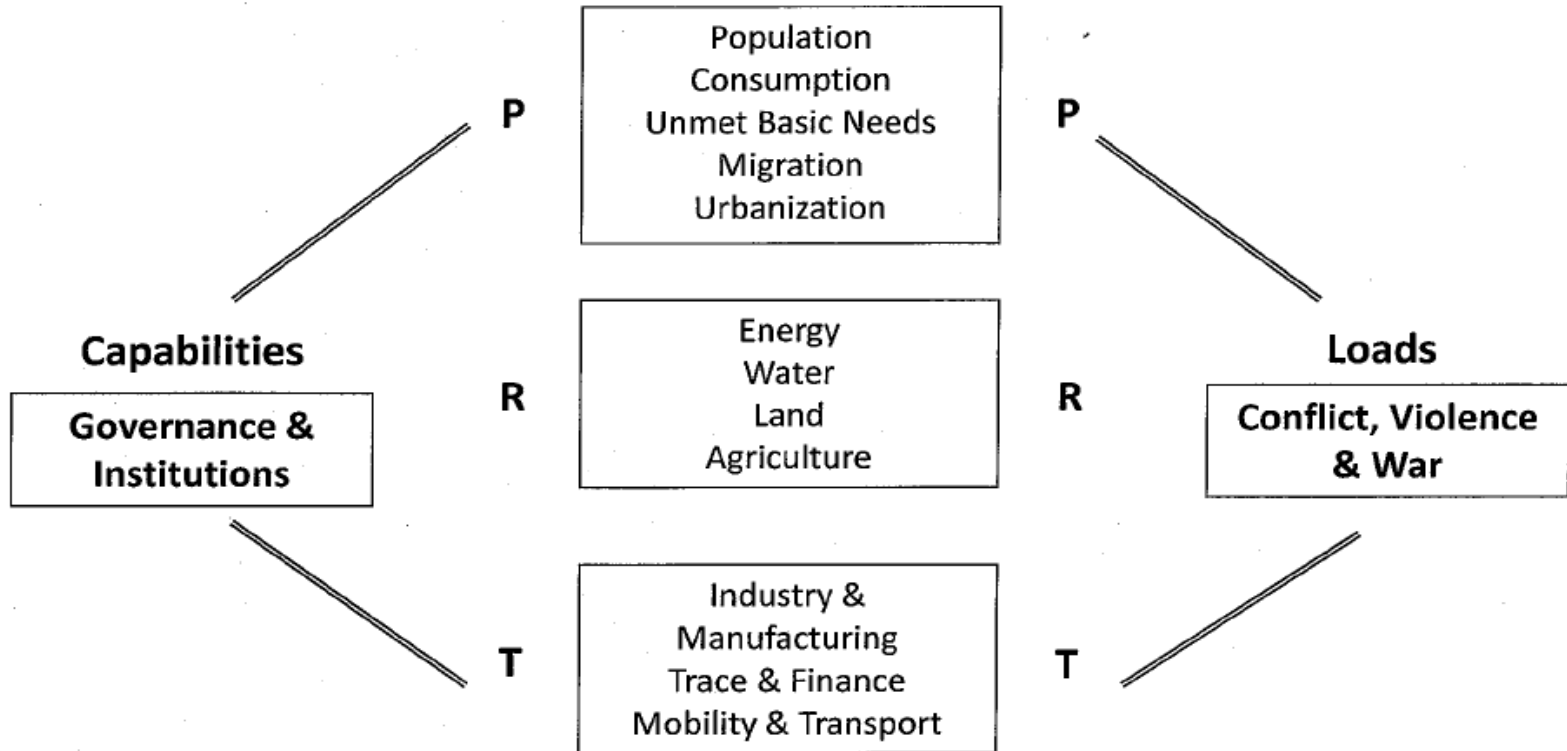 Population
Consumption
Unmet Basic Needs
Migration
Urbanization
P
P
Capabilities
Governance &
Institutions
R
Energy
Water
Land
Agriculture
R
Loads
Conflict, Violence
& War
T
Industry &
Manufacturing
Trace & Finance
Mobility & Transport
T